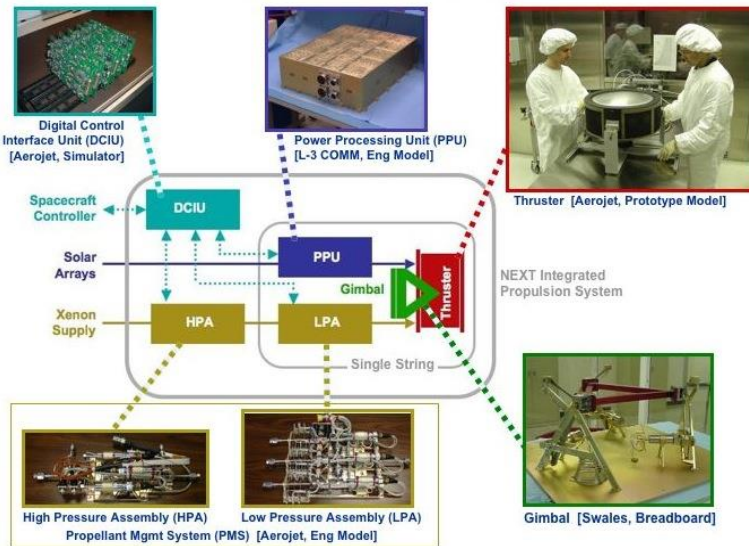 Digital Control
Interface Unit (DCIU)
[Aerojet, Simulator]
Power Processing Unit (PPU)
[L-3 COMM, Eng Model]
Thruster [Aerojet, Prototype Model]
Spacecraft
Controller
DCIU
Solar
Arrays
PPU
Gimbal
Thruster
NEXT Integrated
Propulsion System
Xenon
Supply
HPA
LPA
Single String
High Pressure Assembly (HPA)
Low Pressure Assembly (LPA)
Propellant Mgmt System (PMS) [Aerojet, Eng Model]
Gimbal [Swales, Breadboard]